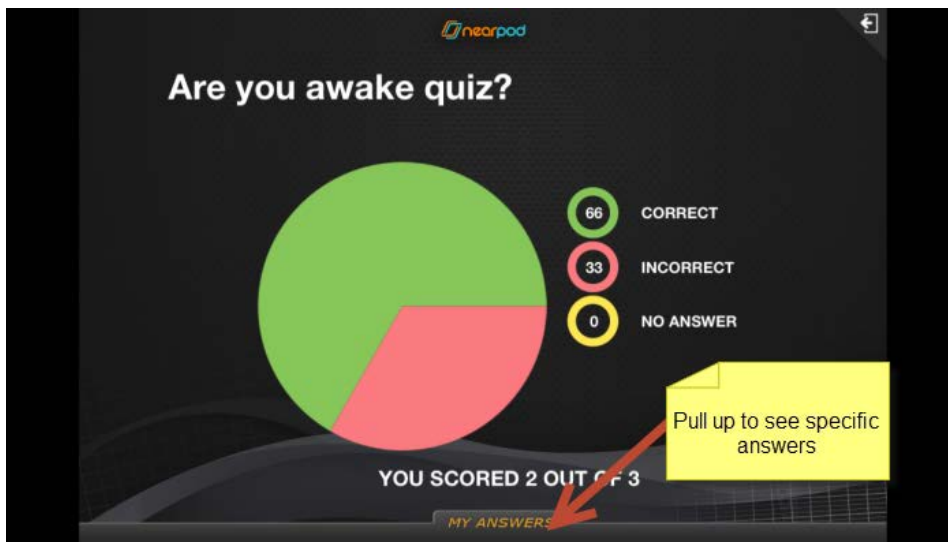 nearpod
Are you awake quiz?
66 CORRECT
33 INCORRECT
0 NO ANSWER
Pull up to see specific
answers
YOU SCORED 2 OUT OF 3
MY ANSWERS